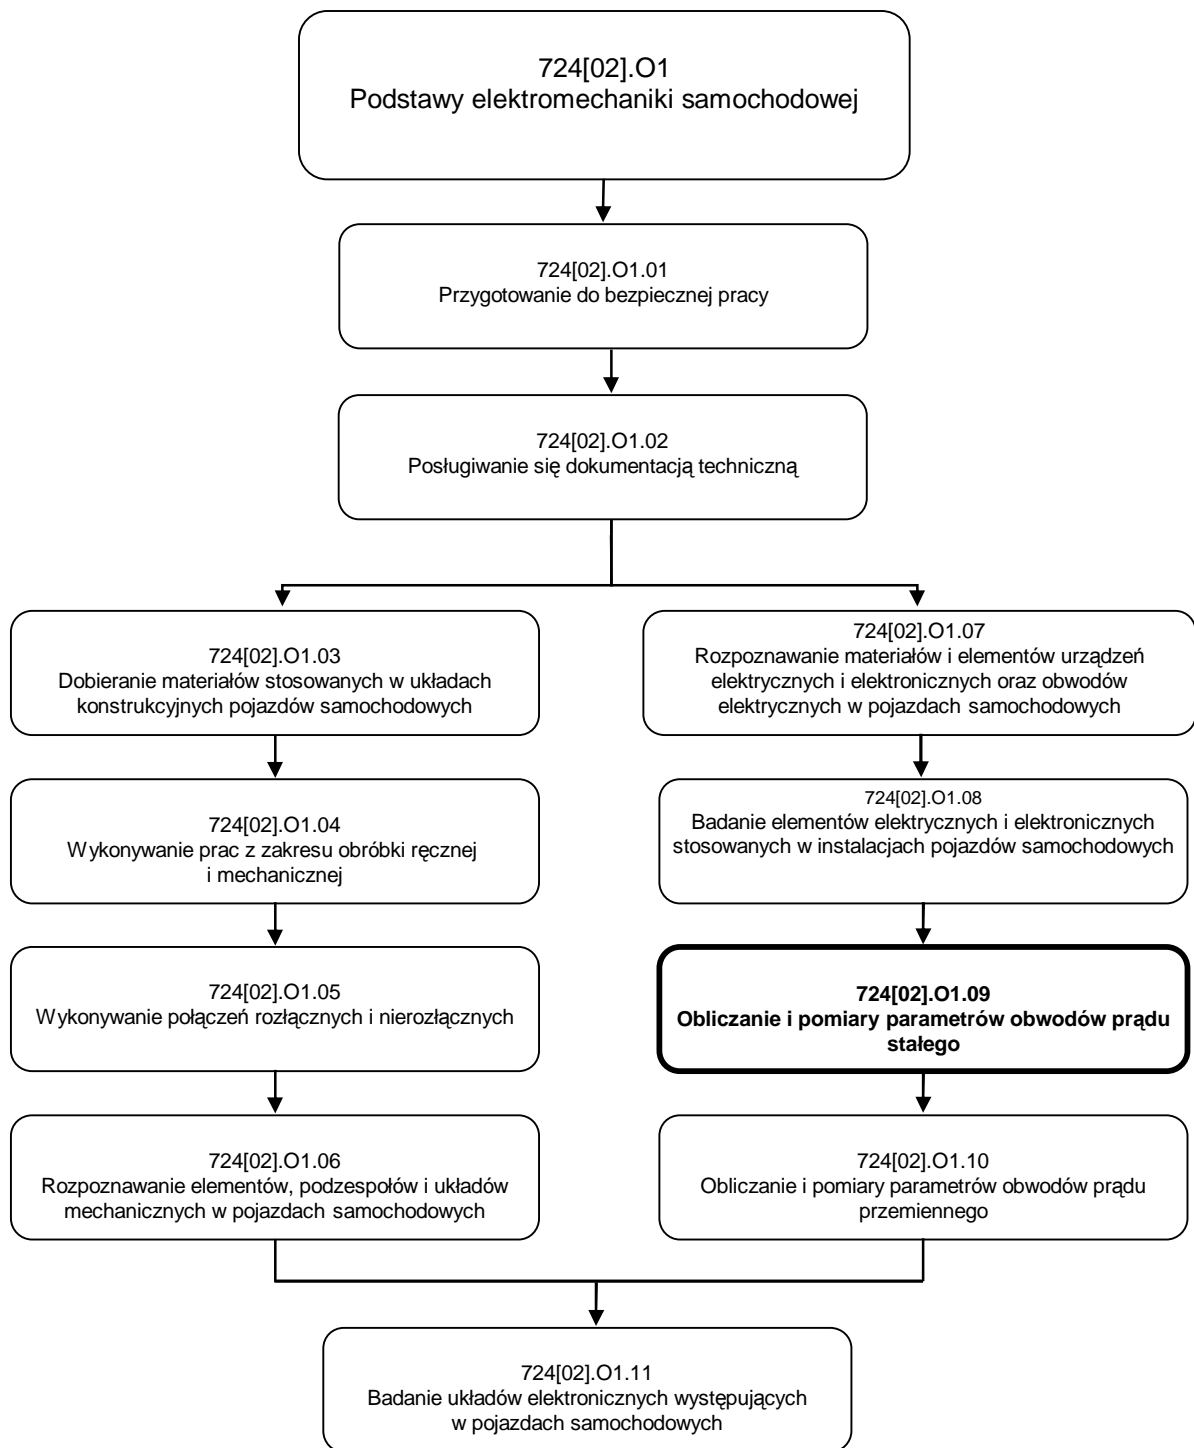 724[02].O1
Podstawy elektromechaniki samochodowej
724[02].O1.01
Przygotowanie do bezpiecznej pracy
724[02].O1.02
Posługiwanie się dokumentacją techniczną
724[02].O1.03
Dobieranie materiałów stosowanych w układach
konstrukcyjnych pojazdów samochodowych
724[02].O1.07
Rozpoznawanie materiałów i elementów urządzeń
elektrycznych i elektronicznych oraz obwodów
elektrycznych w pojazdach samochodowych
724[02].O1.04
Wykonywanie prac z zakresu obróbki ręcznej
i mechanicznej
724[02].O1.08
Badanie elementów elektrycznych i elektronicznych
stosowanych w instalacjach pojazdów samochodowych
724[02].O1.05
Wykonywanie połączeń rozłącznych i nierozłącznych
724[02].O1.09
Obliczanie i pomiary parametrów obwodów prądu
stałego
724[02].O1.06
Rozpoznawanie elementów, podzespołów i układów
mechanicznych w pojazdach samochodowych
724[02].O1.10
Obliczanie i pomiary parametrów obwodów prądu
przemiennego
724[02].O1.11
Badanie układów elektronicznych występujących
w pojazdach samochodowych